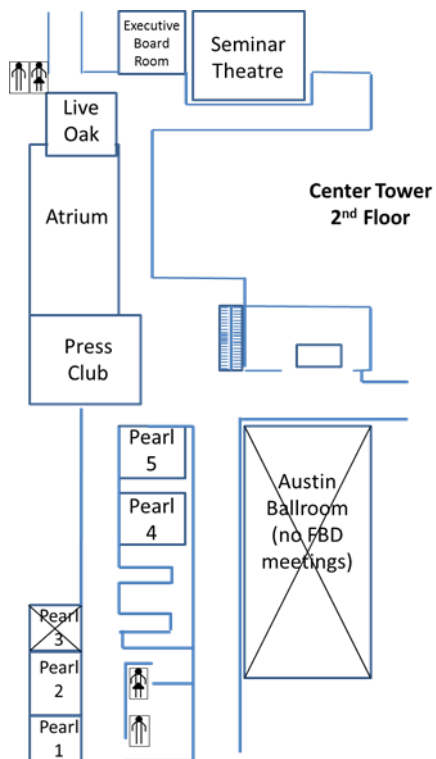 Executive
Board
Room
Seminar
Theatre
Live
Oak
Atrium
Center Tower
2nd Floor
Press
Club
Pearl
5
Pearl
4
Austin
Ballroom
(no FBD
meetings)
Pearl
3
Pearl
2
Pearl
1